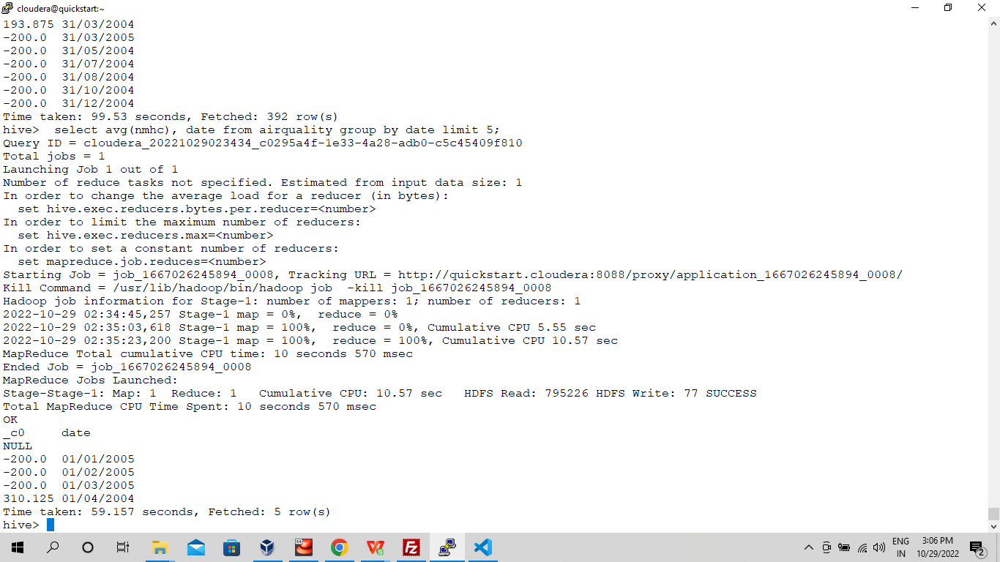 cloudera@quickstart:~
193.875 31/03/2004
-200.0  31/03/2005
-200.0  31/05/2004
-200.0  31/07/2004
-200.0  31/08/2004
-200.0  31/10/2004
-200.0  31/12/2004
Time taken: 99.53 seconds, Fetched: 392 row(s)
hive>  select avg(nmhc), date from airquality group by date limit 5;
Query ID = cloudera_20221029023434_c0295a4f-1e33-4a28-adb0-c5c45409f810
Total jobs = 1
Launching Job 1 out of 1
Number of reduce tasks not specified. Estimated from input data size: 1
In order to change the average load for a reducer (in bytes):
  set hive.exec.reducers.bytes.per.reducer=<number>
In order to limit the maximum number of reducers:
  set hive.exec.reducers.max=<number>
In order to set a constant number of reducers:
  set mapreduce.job.reduces=<number>
Starting Job = job_1667026245894_0008, Tracking URL = http://quickstart.cloudera:8088/proxy/application_1667026245894_0008/
Kill Command = /usr/lib/hadoop/bin/hadoop job  -kill job_1667026245894_0008
Hadoop job information for Stage-1: number of mappers: 1; number of reducers: 1
2022-10-29 02:34:45,257 Stage-1 map = 0%,  reduce = 0%
2022-10-29 02:35:03,618 Stage-1 map = 100%,  reduce = 0%, Cumulative CPU 5.55 sec
2022-10-29 02:35:23,200 Stage-1 map = 100%,  reduce = 100%, Cumulative CPU 10.57 sec
MapReduce Total cumulative CPU time: 10 seconds 570 msec
Ended Job = job_1667026245894_0008
MapReduce Jobs Launched:
Stage-Stage-1: Map: 1  Reduce: 1   Cumulative CPU: 10.57 sec   HDFS Read: 795226 HDFS Write: 77 SUCCESS
Total MapReduce CPU Time Spent: 10 seconds 570 msec
OK
_c0     date
NULL
-200.0  01/01/2005
-200.0  01/02/2005
-200.0  01/03/2005
310.125 01/04/2004
Time taken: 59.157 seconds, Fetched: 5 row(s)
hive>
64
ENG
IN
3:06 PM
10/29/2022
2